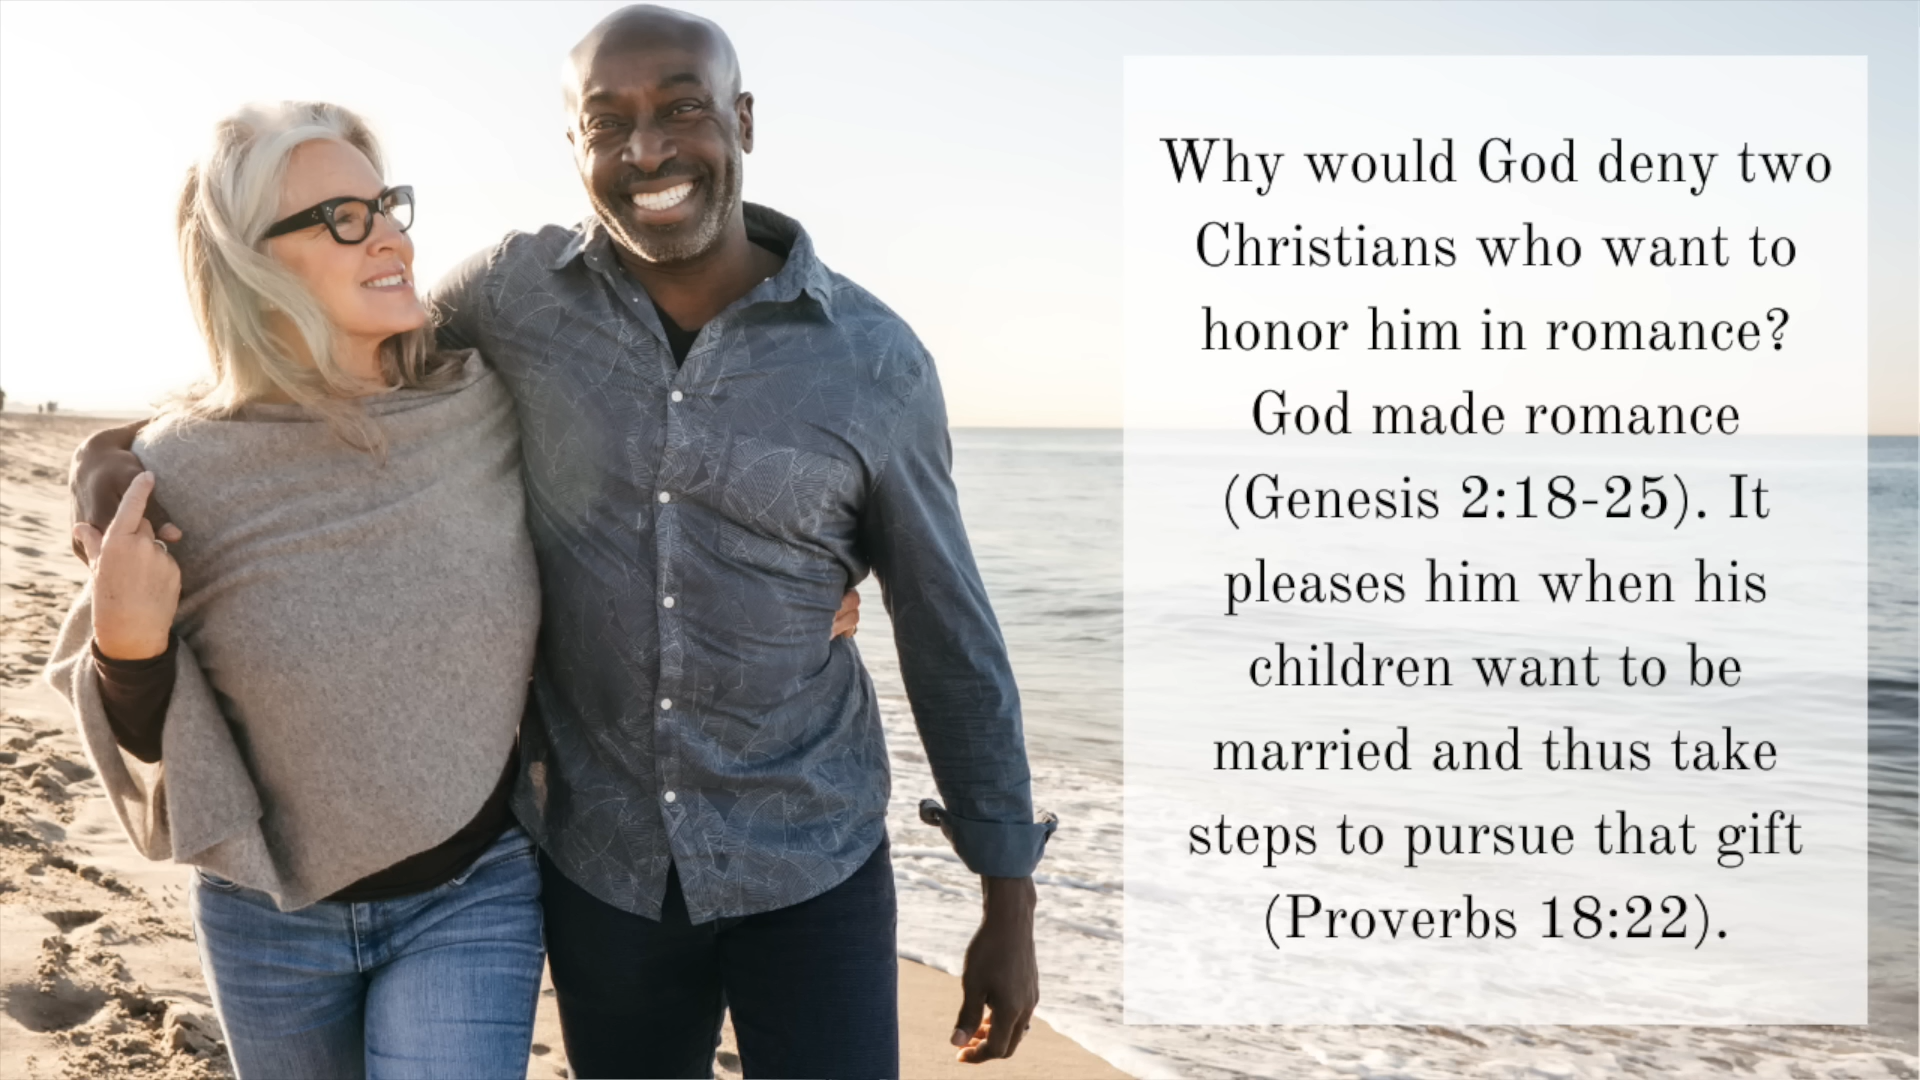 Why would God deny two
Christians who want to
honor him in romance?
God made romance
(Genesis 2:18-25). It
pleases him when his
children want to be
married and thus take
steps to pursue that gift
(Proverbs 18:22).